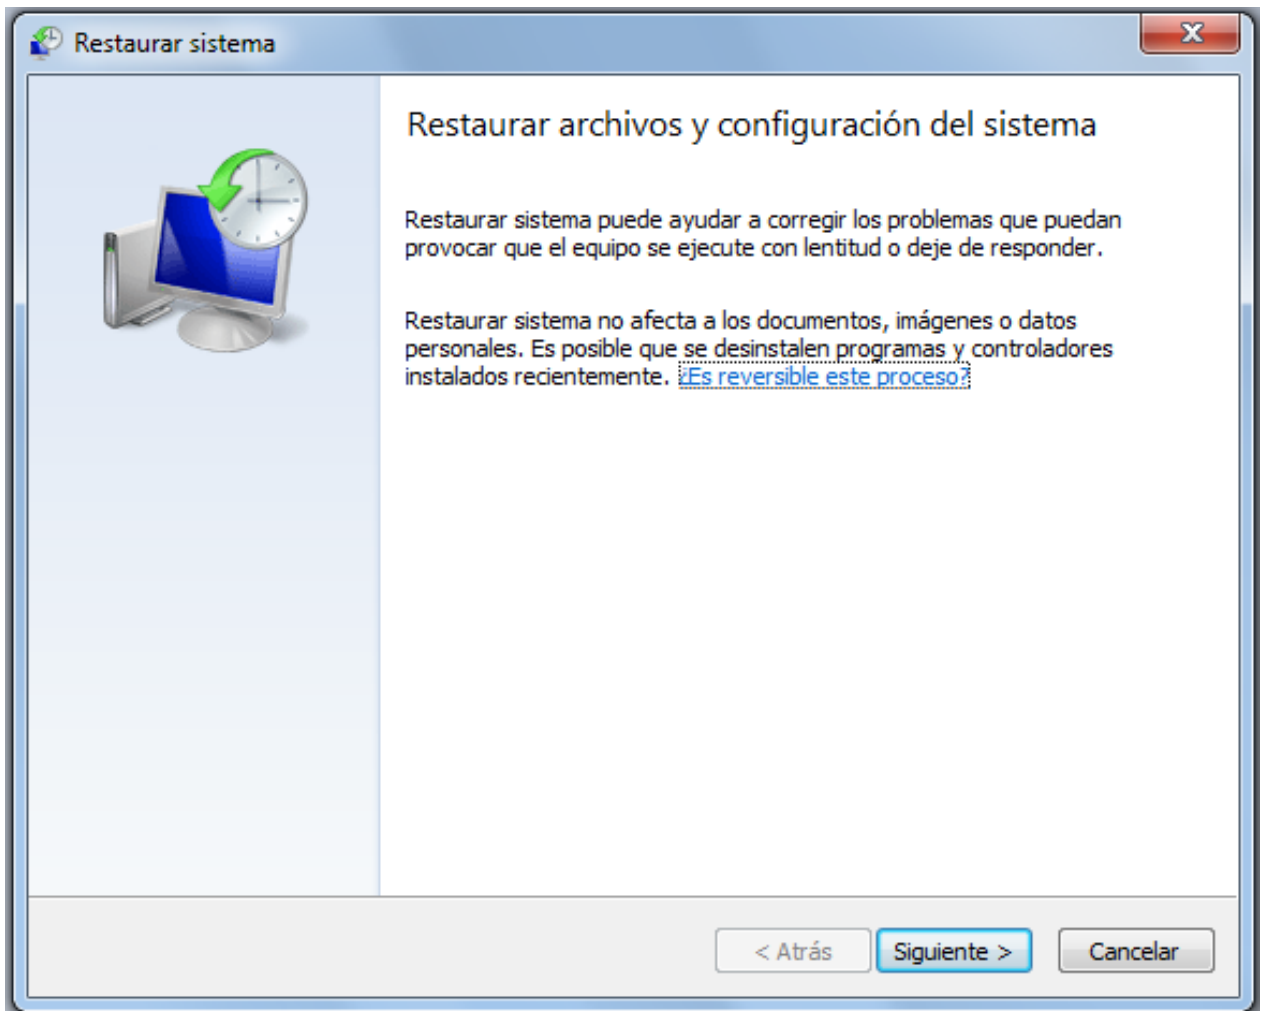 Restaurar sistema
Restaurar archivos y configuración del sistema
Restaurar sistema puede ayudar a corregir los problemas que puedan
provocar que el equipo se ejecute con lentitud o deje de responder.
Restaurar sistema no afecta a los documentos, imágenes o datos
personales. Es posible que se desinstalen programas y controladores
instalados recientemente. ¿Es reversible este proceso?
< Atrás
Siguiente >
Cancelar